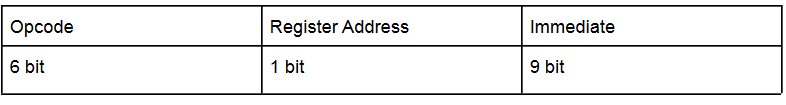 Opcode Register Address Immediate
6 bit 1 bit 9 bit